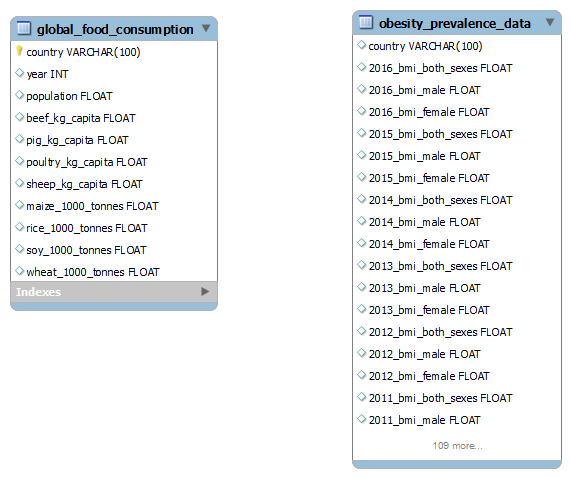 global_food_consumption
country VARCHAR(100)
year INT
population FLOAT
beef_kg_capita FLOAT
pig_kg_capita FLOAT
poultry_kg_capita FLOAT
sheep_kg_capita FLOAT
maize_1000_tonnes FLOAT
rice_1000_tonnes FLOAT
soy_1000_tonnes FLOAT
wheat_1000_tonnes FLOAT
Indexes
obesity_prevalence_data
country VARCHAR(100)
2016_bmi_both_sexes FLOAT
2016_bmi_male FLOAT
2016_bmi_female FLOAT
2015_bmi_both_sexes FLOAT
2015_bmi_male FLOAT
2015_bmi_female FLOAT
2014_bmi_both_sexes FLOAT
2014_bmi_male FLOAT
2014_bmi_female FLOAT
2013_bmi_both_sexes FLOAT
2013_bmi_male FLOAT
2013_bmi_female FLOAT
2012_bmi_both_sexes FLOAT
2012_bmi_male FLOAT
2012_bmi_female FLOAT
2011_bmi_both_sexes FLOAT
2011_bmi_male FLOAT
109 more...